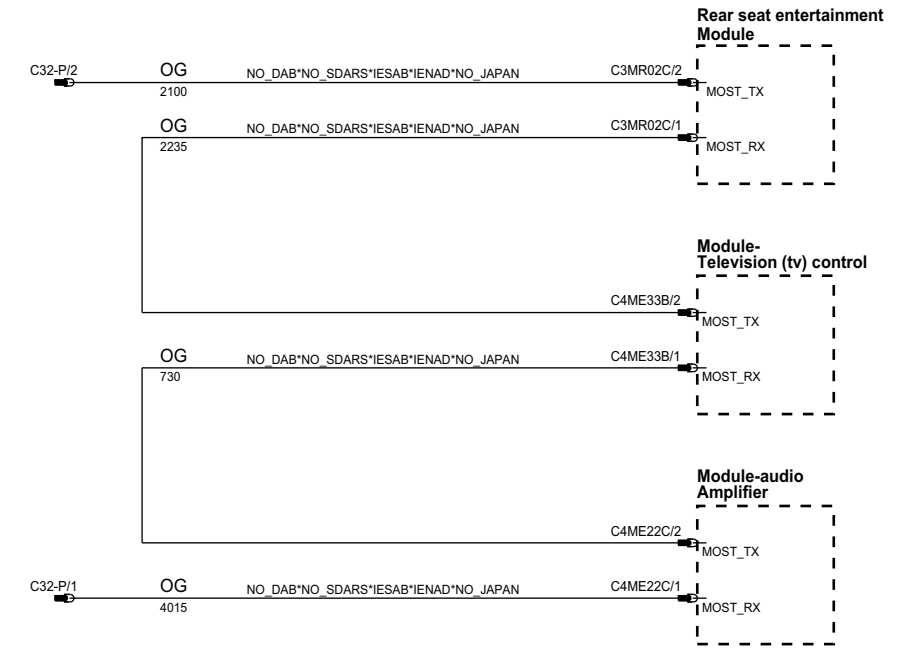 Rear seat entertainment
Module
C32-P/2
OG
NO_DAB*NO_SDARS*IESAB*IENAD*NO_JAPAN
C3MR02C/2
2100
MOST_TX
OG
NO_DAB*NO_SDARS*IESAB*IENAD*NO_JAPAN
C3MR02C/1
2235
MOST_RX
Module-
Television (tv) control
C4ME33B/2
MOST_TX
OG
NO_DAB*NO_SDARS*IESAB*IENAD*NO_JAPAN
C4ME33B/1
730
MOST_RX
Module-audio
Amplifier
C4ME22C/2
MOST_TX
C32-P/1
OG
NO_DAB*NO_SDARS*IESAB*IENAD*NO_JAPAN
C4ME22C/1
4015
MOST_RX